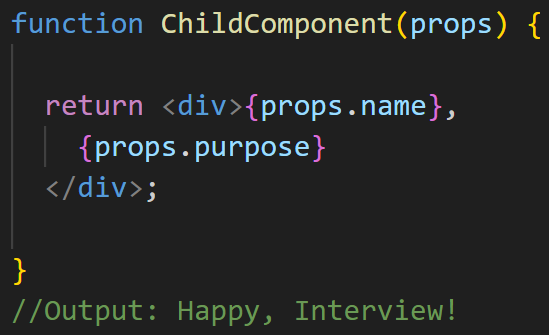 function ChildComponent(props) {
return <div>{props.name},
{props.purpose}
</div>;
}
//Output: Happy, Interview!